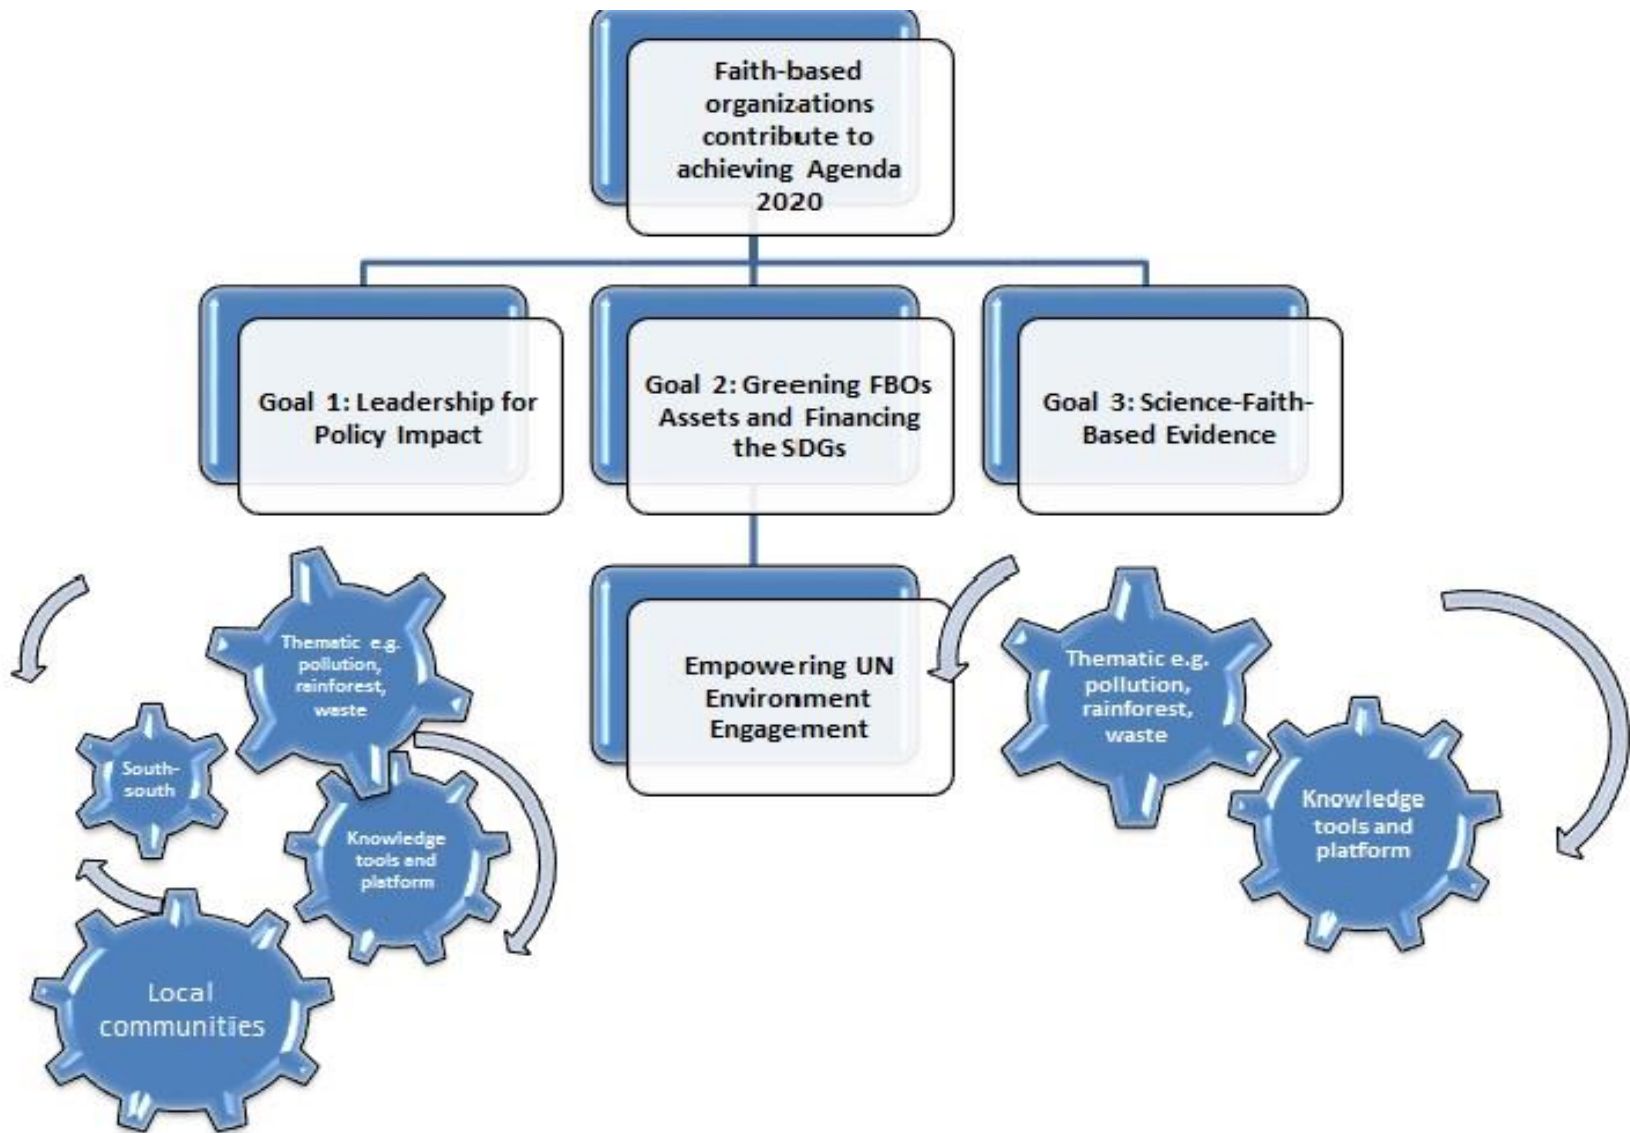 Faith-based
organizations
contribute to
achieving Agenda
2020
Goal 1: Leadership for
Policy Impact
Goal 2: Greening FBOs
Assets and Financing
the SDGs
Goal 3: Science-Faith-
Based Evidence
Empowering UN
Environment
Engagement
Thematic e.g.
pollution,
rainforest,
waste
South-
south
Knowledge
tools and
platform
Local
communities
Thematic e.g.
pollution,
rainforest,
waste
Knowledge
tools and
platform